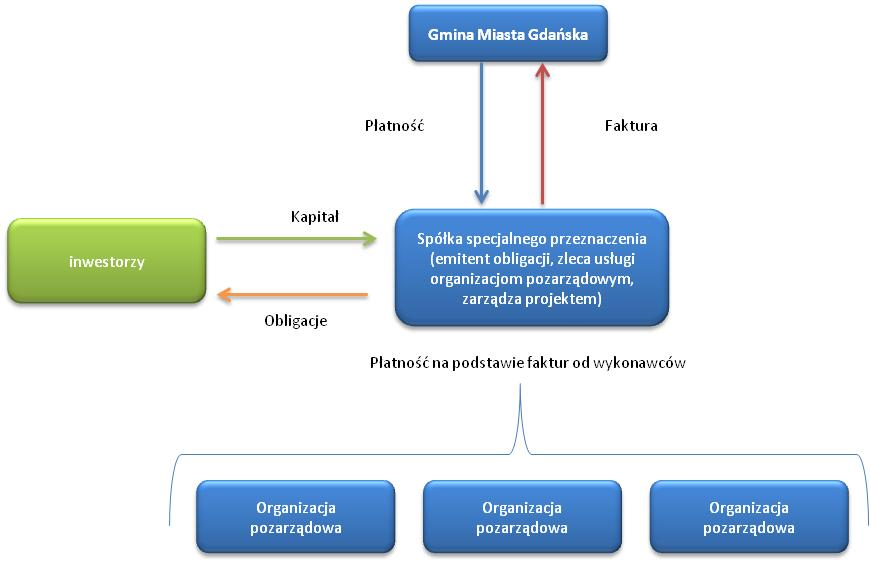 Gmina Miasta Gdańska
Płatność
Faktura
Kapitał
inwestorzy
Spółka specjalnego przeznaczenia
(emitent obligacji, zleca usługi
organizacjom pozarządowym,
zarządza projektem)
Obligacje
Płatność na podstawie faktur od wykonawców
Organizacja
pozarządowa
Organizacja
pozarządowa
Organizacja
pozarządowa